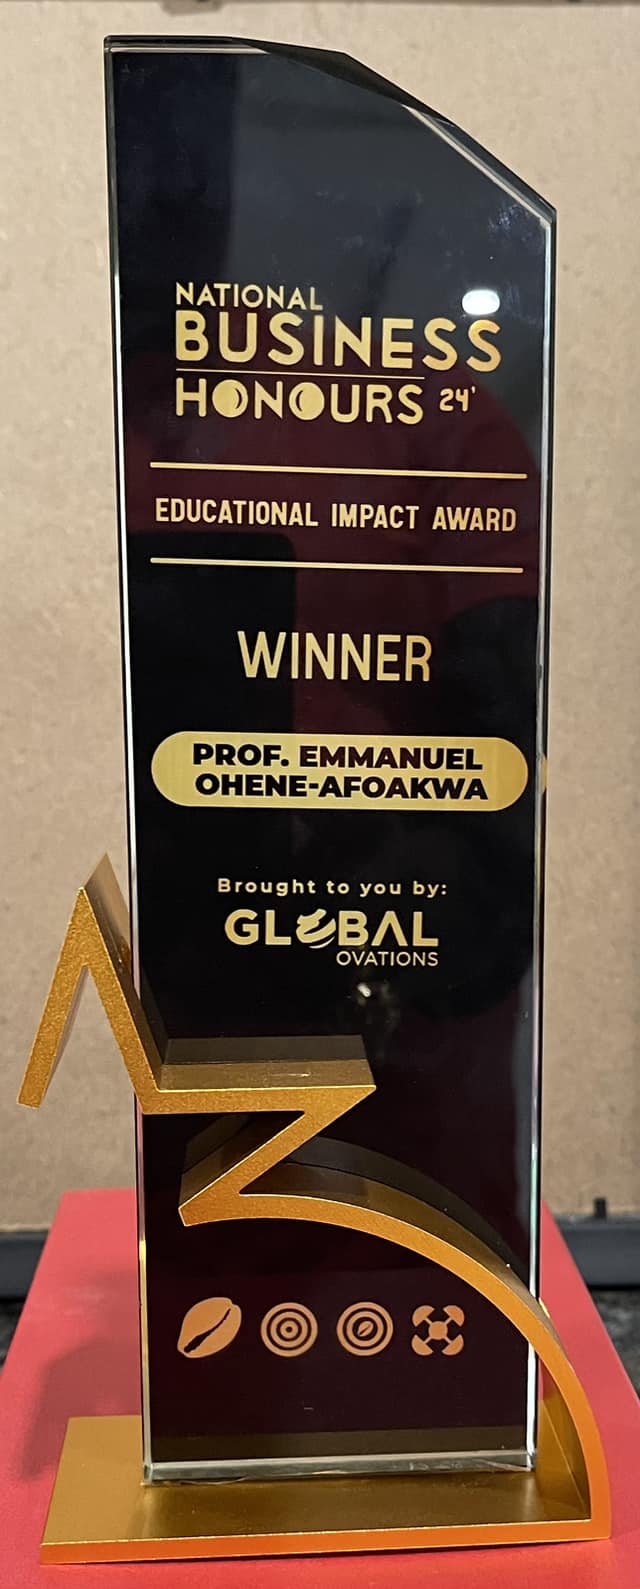 NATIONAL
BUSINESS
HONOURS 24'
EDUCATIONAL IMPACT AWARD
WINNER
PROF. EMMANUEL
OHENE-AFOAKWA
Brought to you by:
GLOBAL
OVATIONS